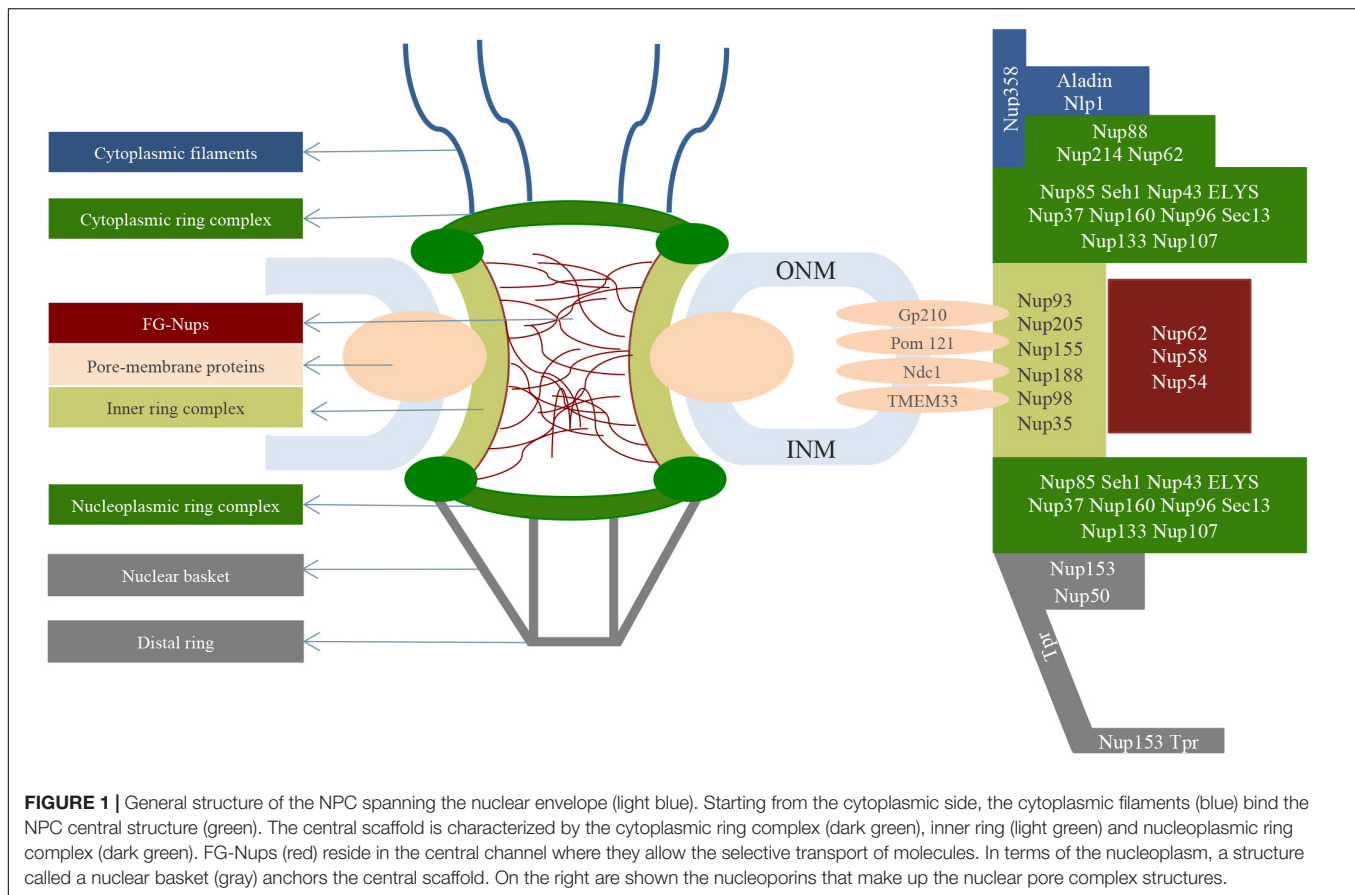 Cytoplasmic filaments
Cytoplasmic ring complex
FG-Nups
Pore-membrane proteins
Inner ring complex
Nucleoplasmic ring complex
Nuclear basket
Distal ring
ONM
INM
Gp210
Pom 121
Ndc1
TMEM33
Nup358
Aladin
Nlp1
Nup88
Nup214 Nup62
Nup85 Seh1 Nup43 ELYS
Nup37 Nup160 Nup96 Sec13
Nup133 Nup107
Nup93
Nup205
Nup155
Nup188
Nup98
Nup35
Nup62
Nup58
Nup54
Nup85 Seh1 Nup43 ELYS
Nup37 Nup160 Nup96 Sec13
Nup133 Nup107
Nup153
Nup50
Tpr
Nup153 Tpr
FIGURE 1 | General structure of the NPC spanning the nuclear envelope (light blue). Starting from the cytoplasmic side, the cytoplasmic filaments (blue) bind the
NPC central structure (green). The central scaffold is characterized by the cytoplasmic ring complex (dark green), inner ring (light green) and nucleoplasmic ring
complex (dark green). FG-Nups (red) reside in the central channel where they allow the selective transport of molecules. In terms of the nucleoplasm, a structure
called a nuclear basket (gray) anchors the central scaffold. On the right are shown the nucleoporins that make up the nuclear pore complex structures.